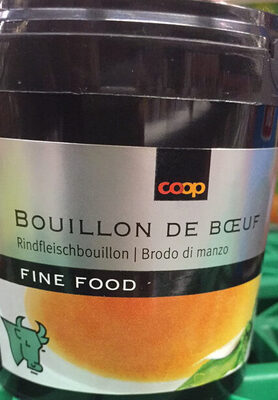 coop
BOUILLON DE BŒUF
Rindfleischbouillon | Brodo di manzo
FINE FOOD